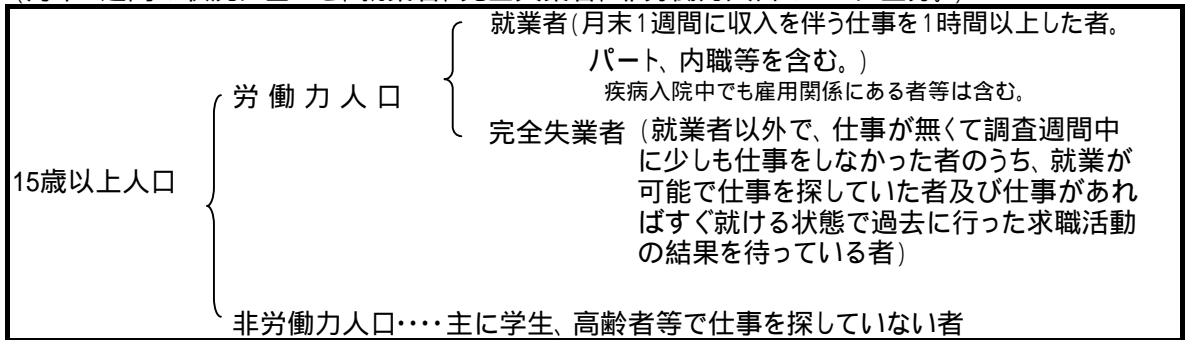 就業者(月末1週間に収入を伴う仕事を1時間以上した者。
パート、内職等を含む。)
疾病入院中でも雇用関係にある者等は含む。
労働力人口
完全失業者(就業者以外で、仕事が無くて調査週間中
に少しも仕事をしなかった者のうち、就業が
可能で仕事を探していた者及び仕事があれ
ばすぐ就ける状態で過去に行った求職活動
の結果を待っている者)
15歳以上人口
非労働力人口・・・・主に学生、高齢者等で仕事を探していない者